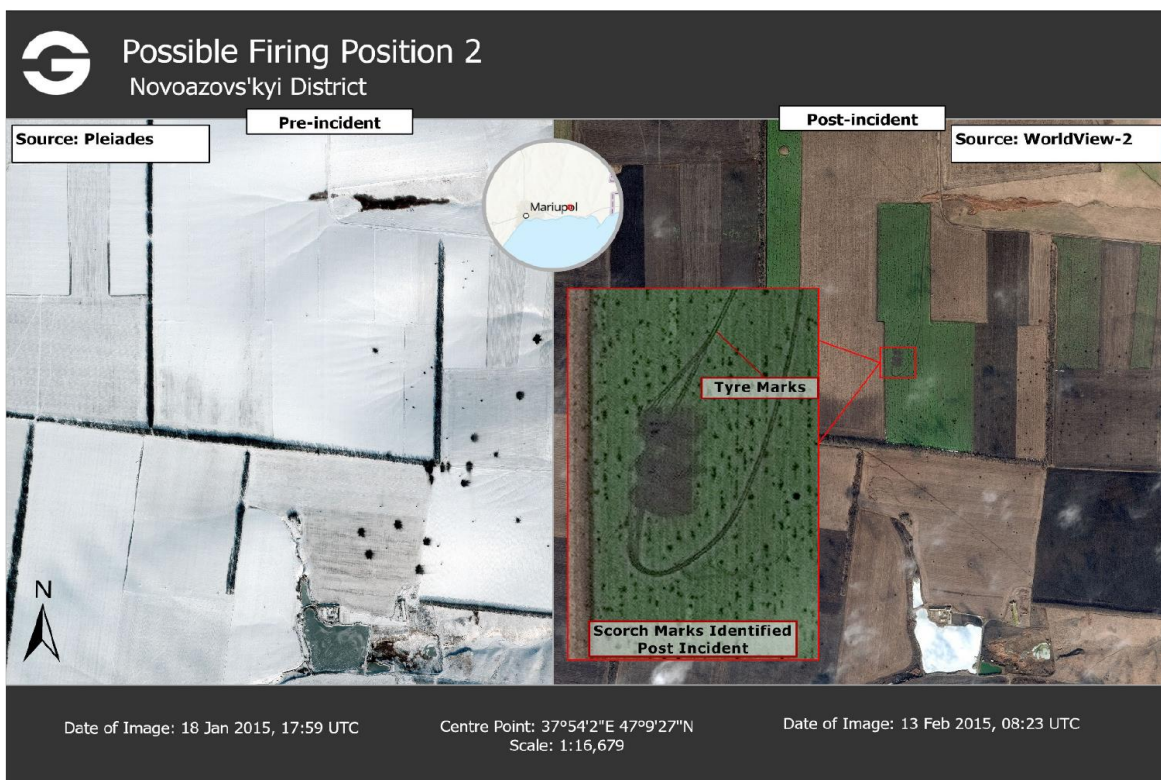 Possible Firing Position 2
Novoazovs'kyi District
Pre-incident
Post-incident
Source: Pleiades
Source: WorldView-2
Mariupol
Tyre Marks
N
Scorch Marks Identified
Post Incident
Date of Image: 18 Jan 2015, 17:59 UTC
Centre Point: 37°54'2"E 47°9'27"N
Scale: 1:16,679
Date of Image: 13 Feb 2015, 08:23 UTC